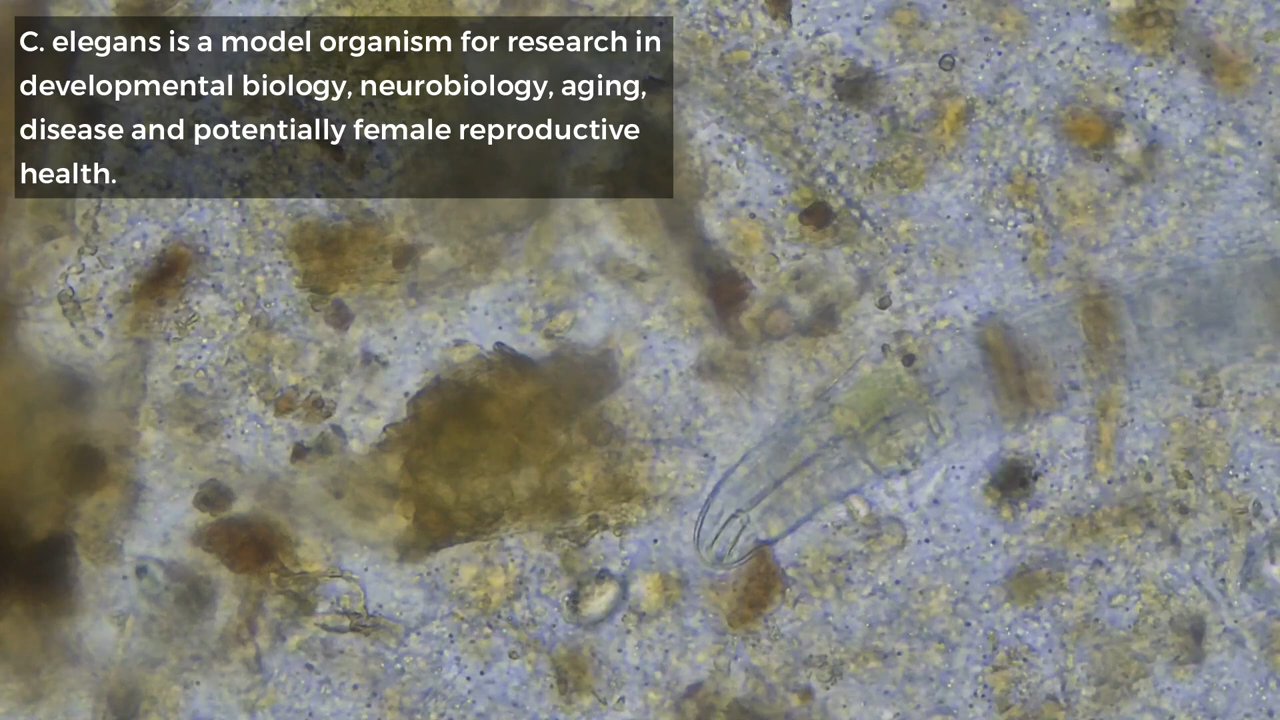 C. elegans is a model organism for research in
developmental biology, neurobiology, aging,
disease and potentially female reproductive
health.